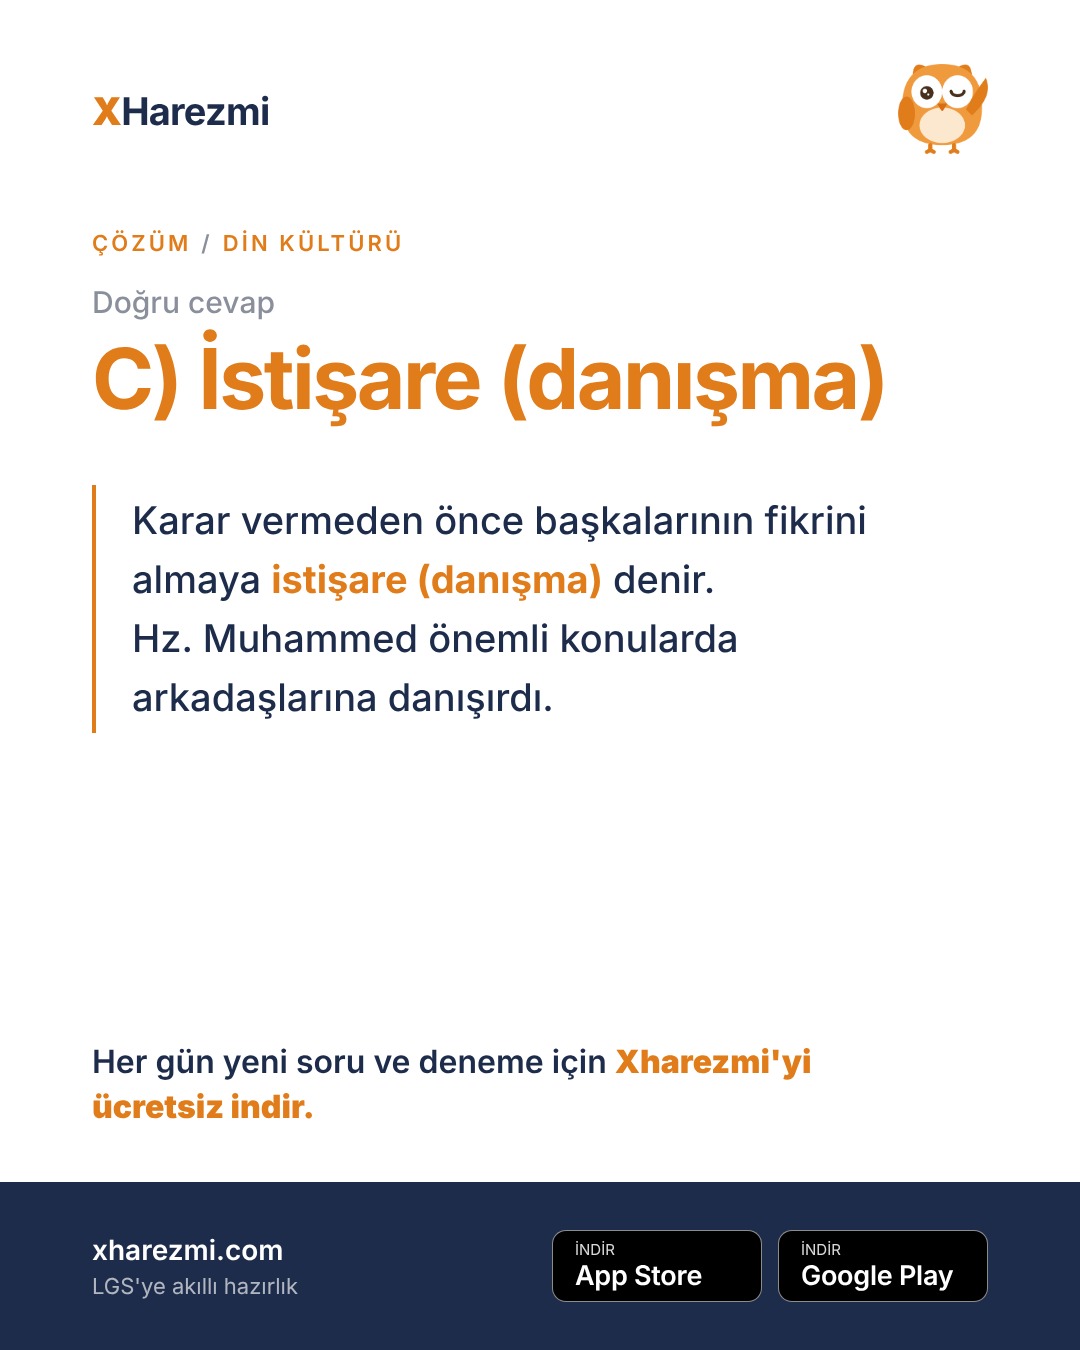 XHarezmi
ÇÖZÜM / DİN KÜLTÜRÜ
Doğru cevap
C) İstişare (danışma)
Karar vermeden önce başkalarının fikrini
almaya istişare (danışma) denir.
Hz. Muhammed önemli konularda
arkadaşlarına danışırdı.
Her gün yeni soru ve deneme için Xharezmi'yi
ücretsiz indir.
xharezmi.com
LGS'ye akıllı hazırlık
İNDİR
App Store
İNDİR
Google Play